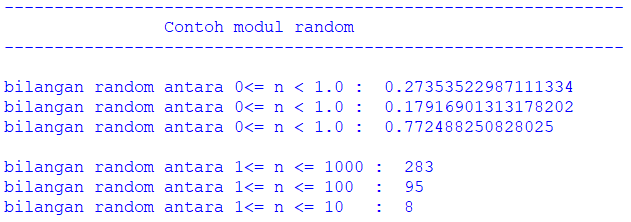 --------------------------------------------------------------
Contoh modul random
--------------------------------------------------------------
bilangan random antara 0<= n < 1.0 :  0.27353522987111334
bilangan random antara 0<= n < 1.0 :  0.17916901313178202
bilangan random antara 0<= n < 1.0 :  0.772488250828025
bilangan random antara 1<= n <= 1000 :  283
bilangan random antara 1<= n <= 100  :  95
bilangan random antara 1<= n <= 10   :  8